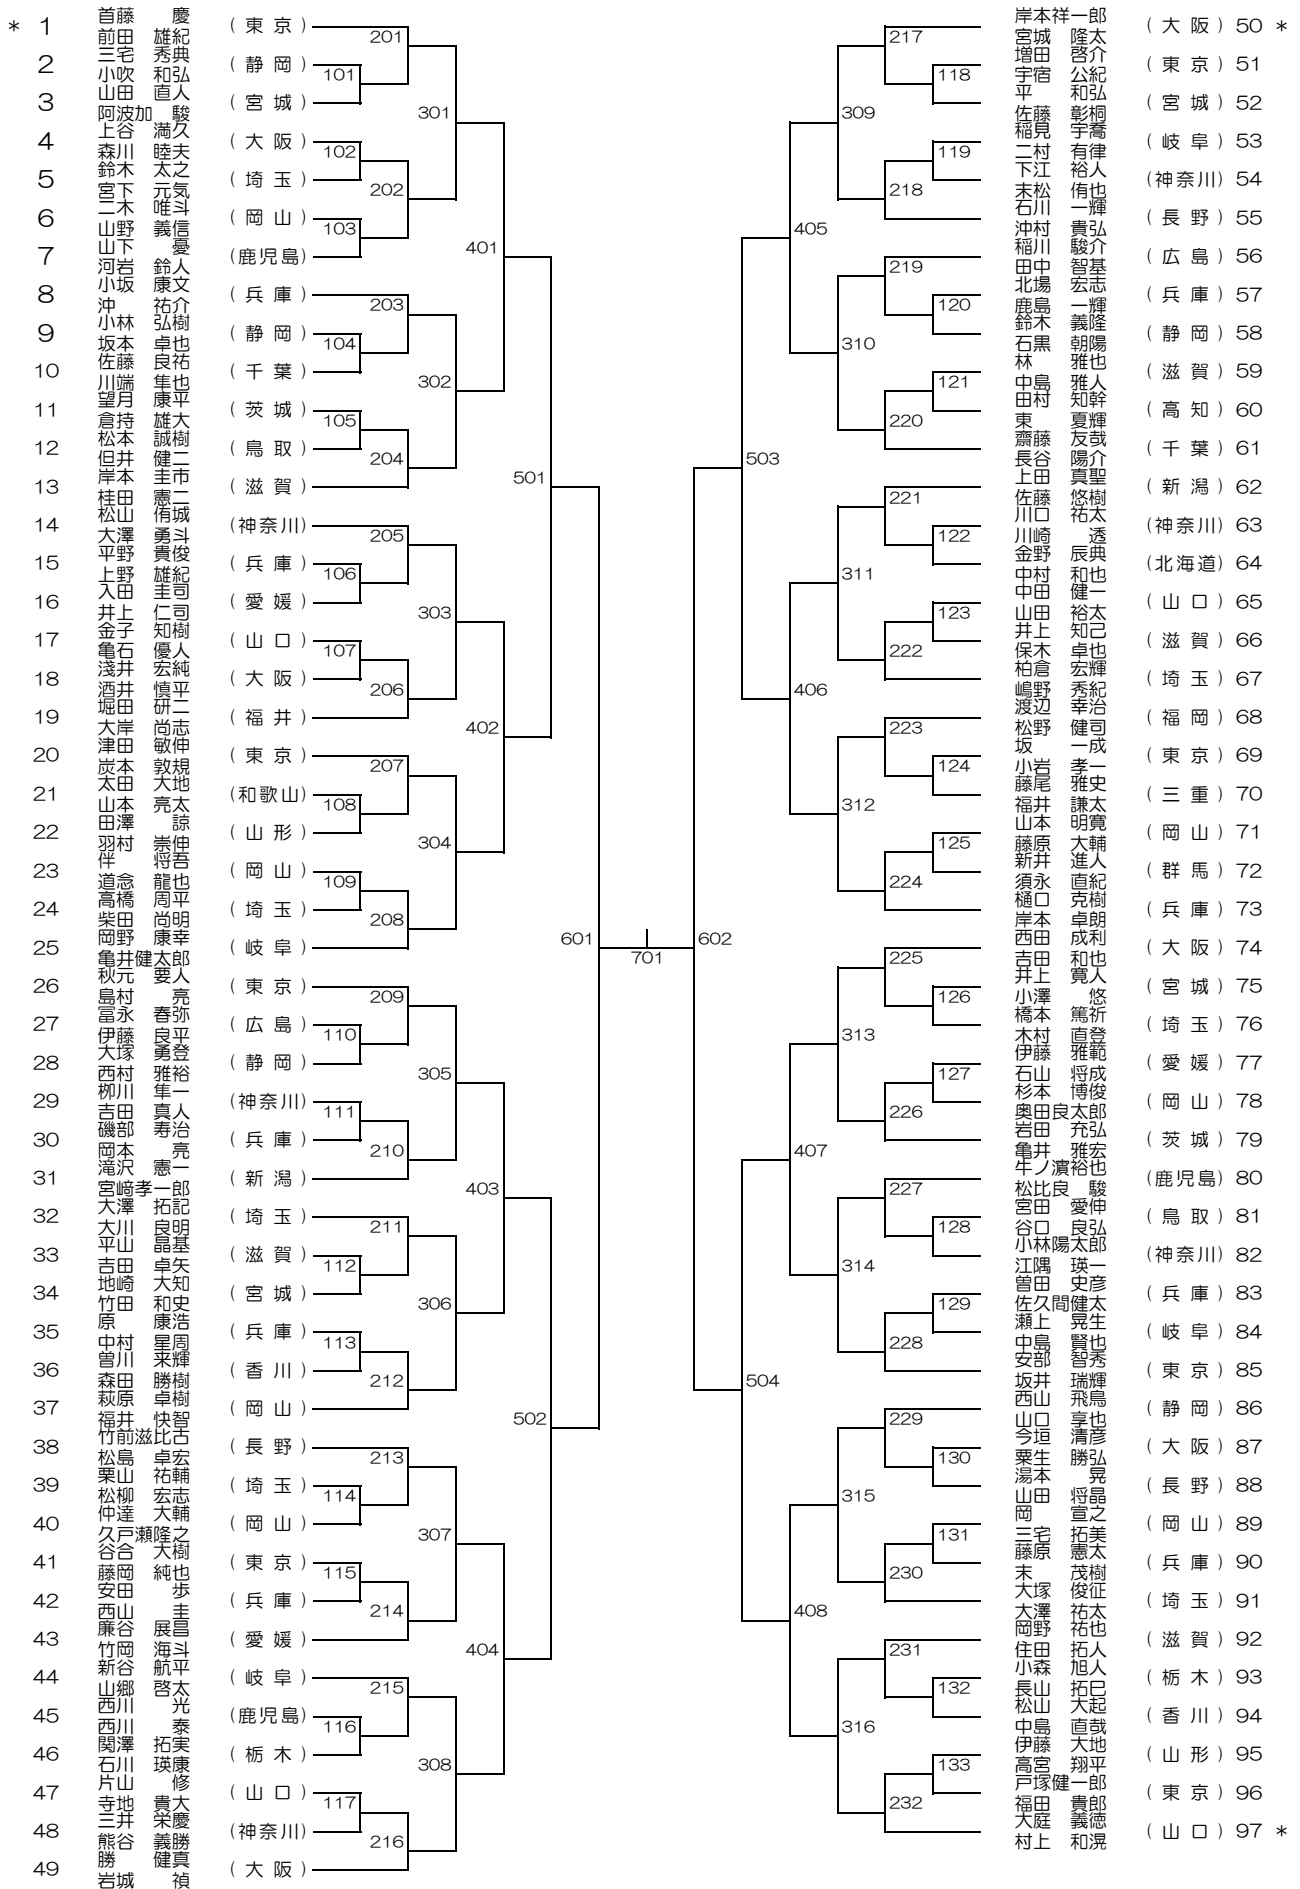 * 1 首藤 慶 前田 雄紀 ( 東 京 )
2 三宅 秀典 小吹 和弘 ( 静 岡 )
3 山田 直人 阿波加 駿 ( 宮 城 )
4 上谷 満久 森川 睦夫 ( 大 阪 )
5 鈴木 太之 宮下 元気 ( 埼 玉 )
6 二木 唯斗 山野 義信 ( 岡 山 )
7 山下 憂 河岩 鈴人 (鹿児島)
8 小坂 康文 沖 祐介 ( 兵 庫 )
9 小林 弘樹 坂本 卓也 ( 静 岡 )
10 佐藤 良祐 川端 隼也 ( 千 葉 )
11 望月 康平 倉持 雄大 ( 茨 城 )
12 松本 誠樹 但井 健二 ( 鳥 取 )
13 岸本 圭市 桂田 憲二 ( 滋 賀 )
14 松山 侑城 大澤 勇斗 (神奈川)
15 平野 貴俊 上野 雄紀 ( 兵 庫 )
16 入田 圭司 井上 仁司 ( 愛 媛 )
17 金子 知樹 亀石 優人 ( 山 口 )
18 淺井 宏純 酒井 慎平 ( 大 阪 )
19 堀田 研二 大岸 尚志 ( 福 井 )
20 津田 敏伸 炭本 敦規 ( 東 京 )
21 太田 大地 山本 亮太 (和歌山)
22 田澤 諒 羽村 崇伸 ( 山 形 )
23 伴 将吾 道念 龍也 ( 岡 山 )
24 高橋 周平 柴田 尚明 ( 埼 玉 )
25 岡野 康幸 亀井健太郎 ( 岐 阜 )
26 秋元 要人 島村 亮 ( 東 京 )
27 冨永 春弥 伊藤 良平 ( 広 島 )
28 大塚 勇登 西村 雅裕 ( 静 岡 )
29 柳川 隼一 吉田 真人 (神奈川)
30 磯部 寿治 岡本 亮 ( 兵 庫 )
31 滝沢 憲一 宮﨑孝一郎 ( 新 潟 )
32 大澤 拓記 大川 良明 ( 埼 玉 )
33 平山 晶基 吉田 卓矢 ( 滋 賀 )
34 地崎 大知 竹田 和史 ( 宮 城 )
35 原 康浩 中村 星周 ( 兵 庫 )
36 曽川 来輝 森田 勝樹 ( 香 川 )
37 萩原 卓樹 福井 快智 ( 岡 山 )
38 竹前滋比古 松島 卓宏 ( 長 野 )
39 栗山 祐輔 松柳 宏志 ( 埼 玉 )
40 仲達 大輔 久戸瀬隆之 ( 岡 山 )
41 谷合 大樹 藤岡 純也 ( 東 京 )
42 安田 歩 西山 圭 ( 兵 庫 )
43 廉谷 展昌 竹岡 海斗 ( 愛 媛 )
44 新谷 航平 山郷 啓太 ( 岐 阜 )
45 西川 光 西川 泰 (鹿児島)
46 関澤 拓実 石川 瑛康 ( 栃 木 )
47 片山 修 寺地 貴大 ( 山 口 )
48 三井 栄慶 熊谷 義勝 (神奈川)
49 勝 健真 岩城 禎 ( 大 阪 )
101
102
103
104
105
106
107
108
109
110
111
112
113
114
115
116
117
201
202
203
204
205
206
207
208
209
210
211
212
213
214
215
216
301
302
303
304
305
306
307
308
401
402
403
404
501
502
601
701
602
503
504
405
406
407
408
309
310
311
312
313
314
315
316
217
218
219
220
221
222
223
224
225
226
227
228
229
230
231
232
118
119
120
121
122
123
124
125
126
127
128
129
130
131
132
133
岸本祥一郎 宮城 隆太 ( 大 阪 ) 50 *
増田 啓介 宇宿 公紀 ( 東 京 ) 51
平 和弘 佐藤 彰桐 ( 宮 城 ) 52
稲見 宇喬 二村 有律 ( 岐 阜 ) 53
下江 裕人 末松 侑也 (神奈川) 54
石川 一輝 沖村 貴弘 ( 長 野 ) 55
稲川 駿介 田中 智基 ( 広 島 ) 56
北場 宏志 鹿島 一輝 ( 兵 庫 ) 57
鈴木 義隆 石黒 朝陽 ( 静 岡 ) 58
林 雅也 中島 雅人 ( 滋 賀 ) 59
田村 知幹 東 夏輝 ( 高 知 ) 60
齋藤 友哉 長谷 陽介 ( 千 葉 ) 61
上田 真聖 佐藤 悠樹 ( 新 潟 ) 62
川口 祐太 川崎 透 (神奈川) 63
金野 辰典 中村 和也 (北海道) 64
中田 健一 山田 裕太 ( 山 口 ) 65
井上 知己 保木 卓也 ( 滋 賀 ) 66
柏倉 宏輝 嶋野 秀紀 ( 埼 玉 ) 67
渡辺 幸治 松野 健司 ( 福 岡 ) 68
坂 一成 小岩 孝一 ( 東 京 ) 69
藤尾 雅史 福井 謙太 ( 三 重 ) 70
山本 明寛 藤原 大輔 ( 岡 山 ) 71
新井 進人 須永 直紀 ( 群 馬 ) 72
樋口 克樹 岸本 卓朗 ( 兵 庫 ) 73
西田 成利 吉田 和也 ( 大 阪 ) 74
井上 寛人 小澤 悠 ( 宮 城 ) 75
橋本 篤祈 木村 直登 ( 埼 玉 ) 76
伊藤 雅範 石山 将成 ( 愛 媛 ) 77
杉本 博俊 奥田良太郎 ( 岡 山 ) 78
岩田 充弘 亀井 雅宏 ( 茨 城 ) 79
牛ノ濵裕也 松比良 駿 (鹿児島) 80
宮田 愛伸 谷口 良弘 ( 鳥 取 ) 81
小林陽太郎 江隅 瑛一 (神奈川) 82
曽田 史彦 佐久間健太 ( 兵 庫 ) 83
瀬上 晃生 中島 賢也 ( 岐 阜 ) 84
安部 智秀 坂井 瑞輝 ( 東 京 ) 85
西山 飛鳥 山口 享也 ( 静 岡 ) 86
今垣 清彦 粟生 勝弘 ( 大 阪 ) 87
湯本 晃 山田 将晶 ( 長 野 ) 88
岡 宣之 三宅 拓美 ( 岡 山 ) 89
藤原 憲太 末 茂樹 ( 兵 庫 ) 90
大塚 俊征 大澤 祐太 ( 埼 玉 ) 91
岡野 祐也 住田 拓人 ( 滋 賀 ) 92
小森 旭人 長山 拓巳 ( 栃 木 ) 93
松山 大起 中島 直哉 ( 香 川 ) 94
伊藤 大地 高宮 翔平 ( 山 形 ) 95
戸塚健一郎 福田 貴郎 ( 東 京 ) 96
大庭 義徳 村上 和滉 ( 山 口 ) 97 *